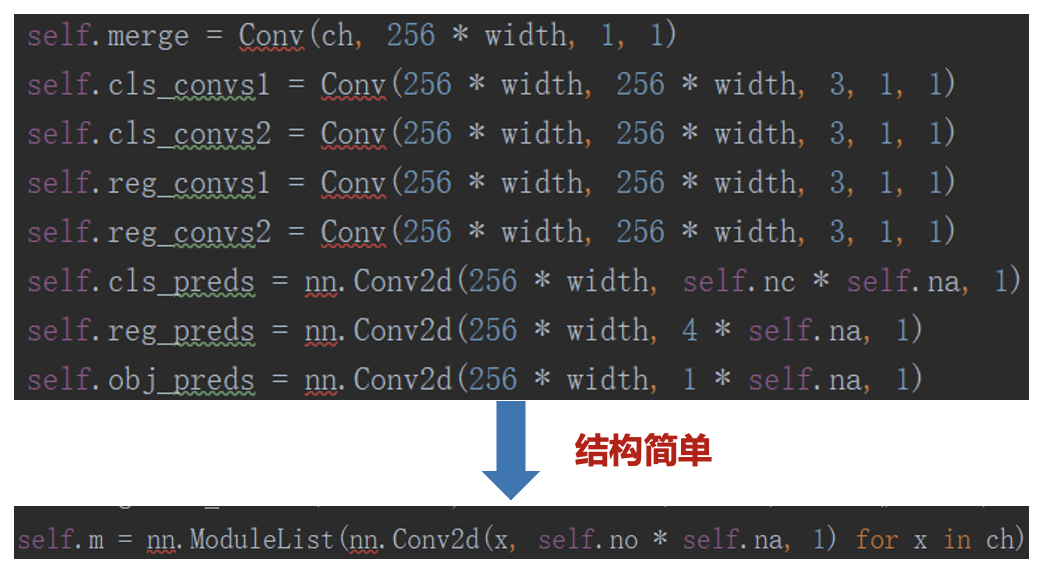 self.merge = Conv(ch, 256 * width, 1, 1)
self.cls_convs1 = Conv(256 * width, 256 * width, 3, 1, 1)
self.cls_convs2 = Conv(256 * width, 256 * width, 3, 1, 1)
self.reg_convs1 = Conv(256 * width, 256 * width, 3, 1, 1)
self.reg_convs2 = Conv(256 * width, 256 * width, 3, 1, 1)
self.cls_preds = nn.Conv2d(256 * width, self.nc * self.na, 1)
self.reg_preds = nn.Conv2d(256 * width, 4 * self.na, 1)
self.obj_preds = nn.Conv2d(256 * width, 1 * self.na, 1)
结构简单
self.m = nn.ModuleList(nn.Conv2d(x, self.no * self.na, 1) for x in ch)